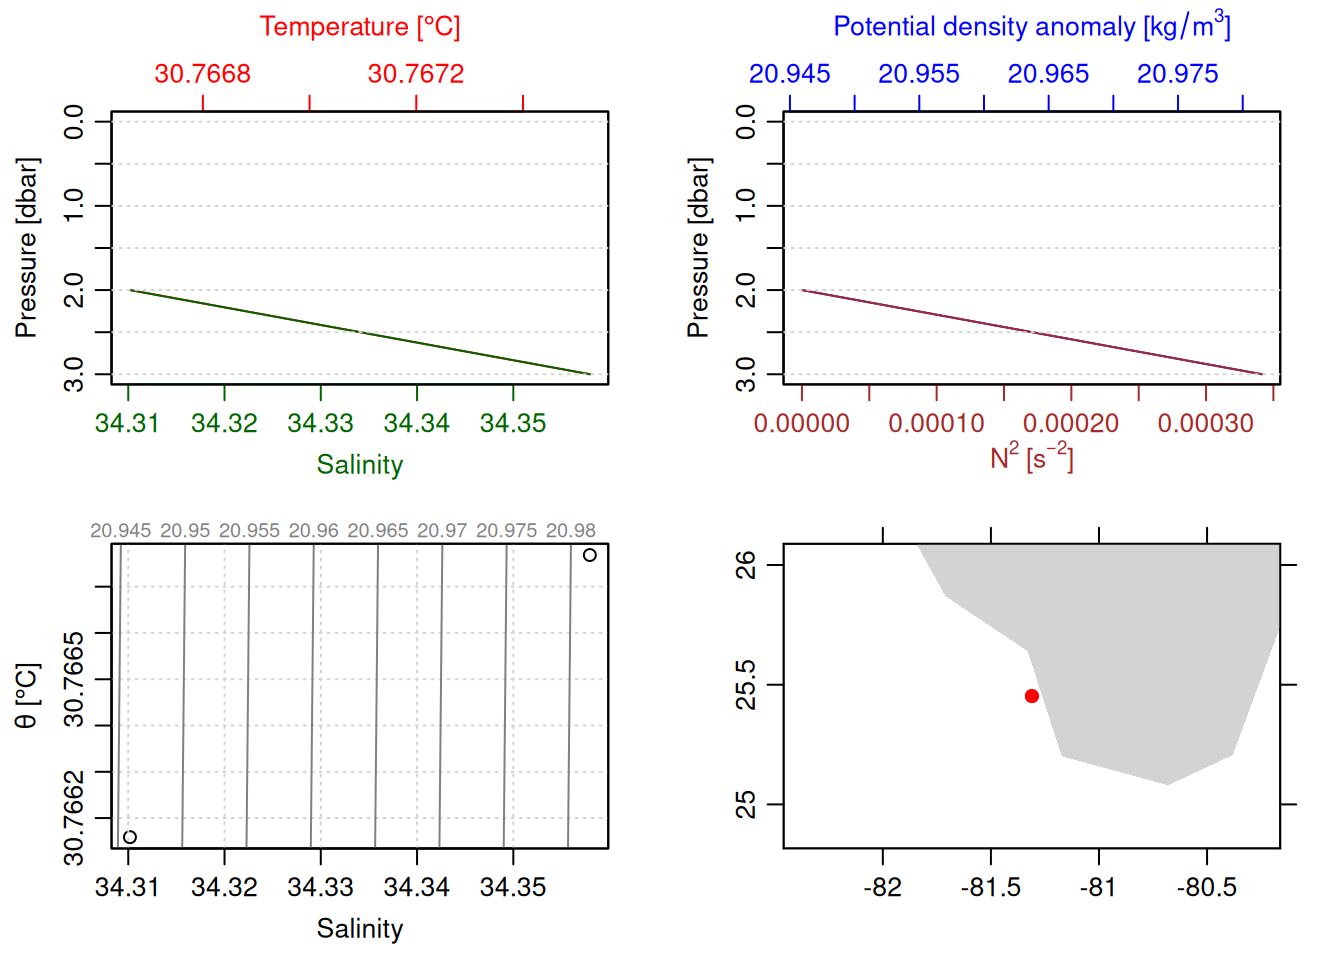 Temperature [°C]
30.7668 30.7672
Pressure [dbar]
0.0 1.0 2.0 3.0
34.31 34.32 34.33 34.34 34.35
Salinity
Potential density anomaly [kg/m³]
20.945 20.955 20.965 20.975
Pressure [dbar]
0.0 1.0 2.0 3.0
0.00000 0.00010 0.00020 0.00030
N² [s⁻²]
20.945 20.95 20.955 20.96 20.965 20.97 20.975 20.98
θ [°C]
30.7662 30.7665
34.31 34.32 34.33 34.34 34.35
Salinity
26
25.5
25
-82 -81.5 -81 -80.5